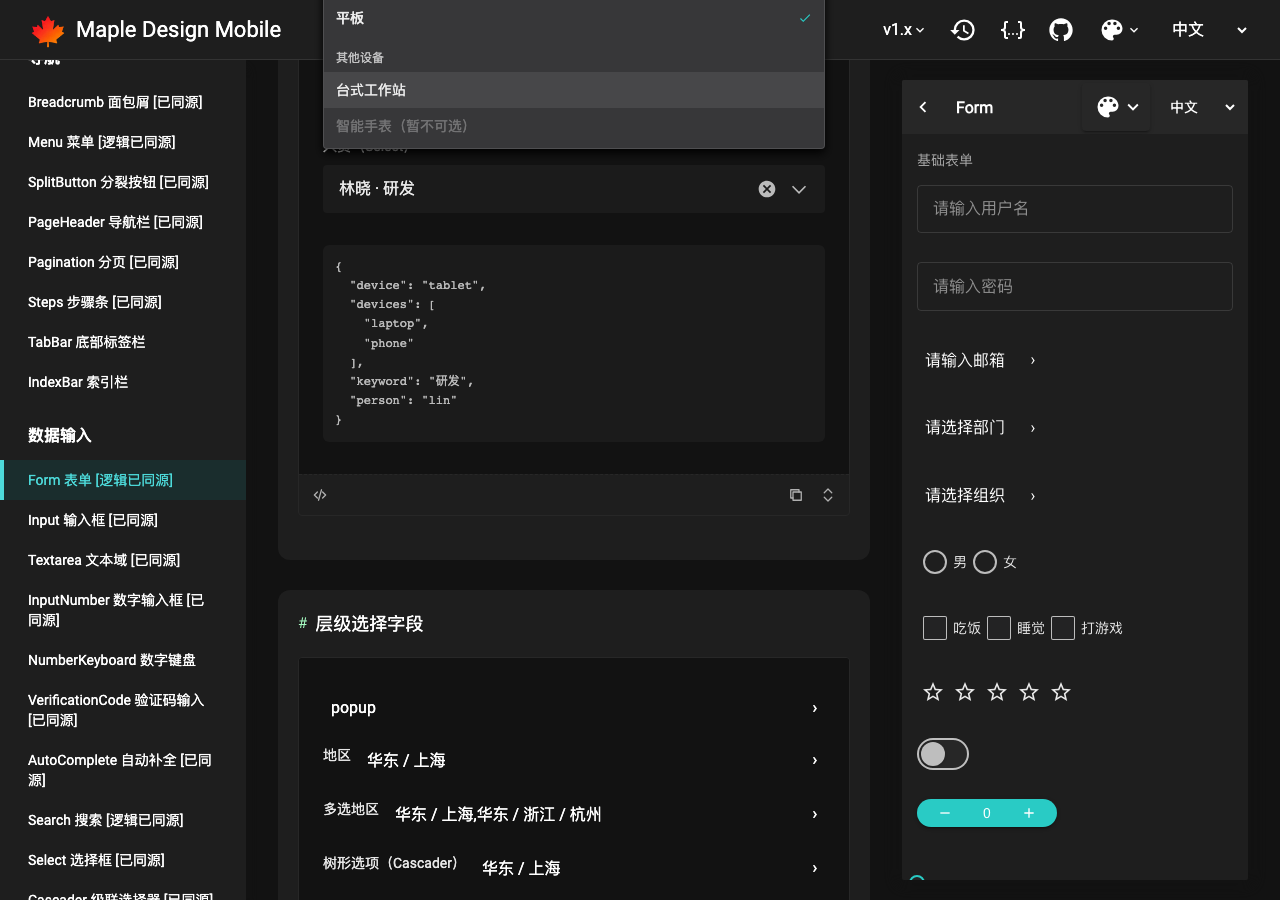 Maple Design Mobile
v1.x
{...}
中文
平板
其他设备
台式工作站
智能手表（暂不可选）
Breadcrumb 面包屑 [已同源]
Menu 菜单 [逻辑已同源]
SplitButton 分裂按钮 [已同源]
PageHeader 导航栏 [已同源]
Pagination 分页 [已同源]
Steps 步骤条 [已同源]
TabBar 底部标签栏
IndexBar 索引栏
数据输入
Form 表单 [逻辑已同源]
Input 输入框 [已同源]
Textarea 文本域 [已同源]
InputNumber 数字输入框 [已
同源]
NumberKeyboard 数字键盘
VerificationCode 验证码输入
[已同源]
AutoComplete 自动补全 [已同
源]
Search 搜索 [逻辑已同源]
Select 选择框 [已同源]
Cascader 级联选择器 [已同源]
林晓 · 研发
{
"device": "tablet",
"devices": [
"laptop",
"phone"
],
"keyword": "研发",
"person": "lin"
}
# 层级选择字段
popup
地区 华东 / 上海
多选地区 华东 / 上海,华东 / 浙江 / 杭州
树形选项（Cascader） 华东 / 上海
Form
中文
基础表单
请输入用户名
请输入密码
请输入邮箱
请选择部门
请选择组织
男 女
吃饭 睡觉 打游戏
− 0 +